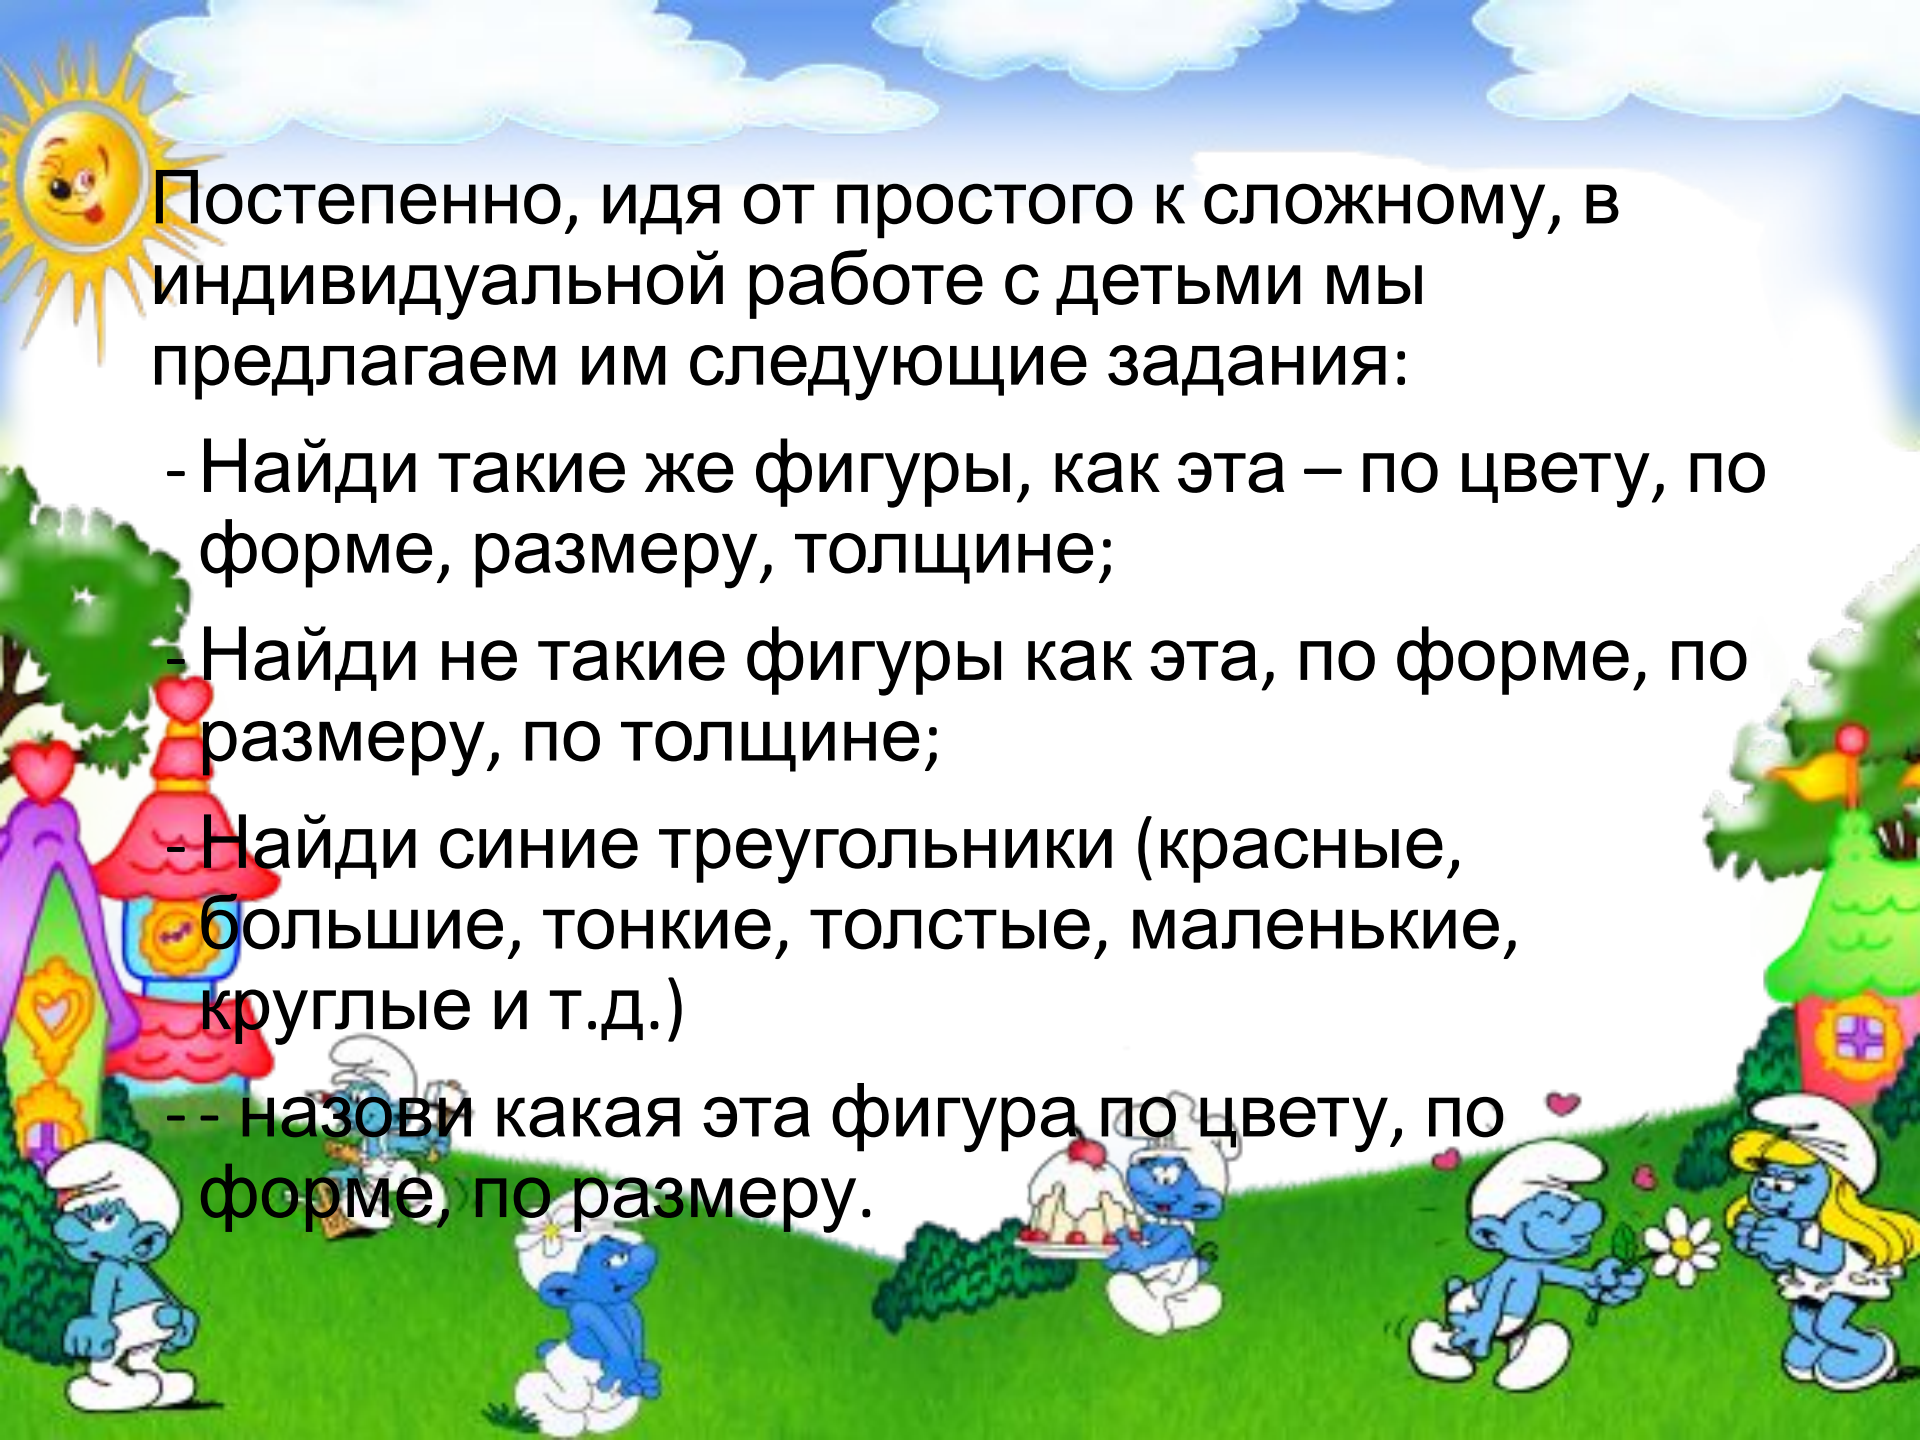 Постепенно, идя от простого к сложному, в
индивидуальной работе с детьми мы
предлагаем им следующие задания:
- Найди такие же фигуры, как эта – по цвету, по
форме, размеру, толщине;
- Найди не такие фигуры как эта, по форме, по
размеру, по толщине;
- Найди синие треугольники (красные,
большие, тонкие, толстые, маленькие,
круглые и т.д.)
- - назови какая эта фигура по цвету, по
форме, по размеру.